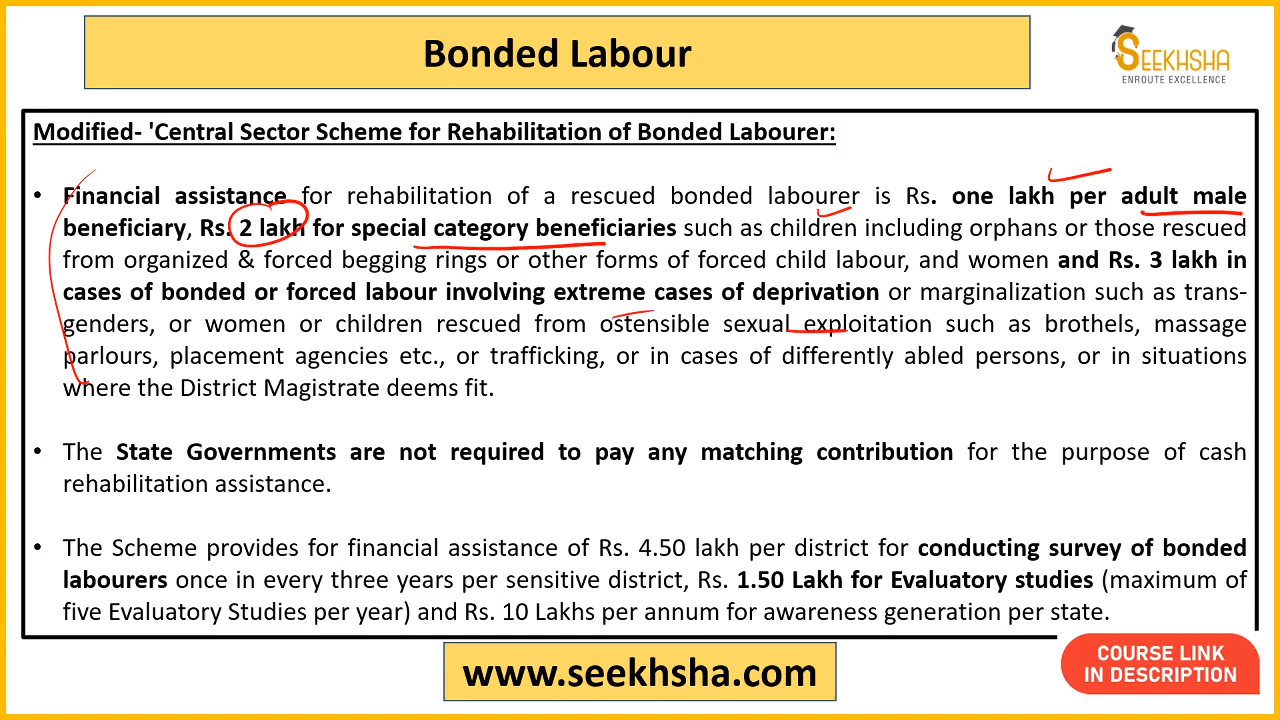 Bonded Labour
SEEKHSHA
ENROUTE EXCELLENCE
Modified- 'Central Sector Scheme for Rehabilitation of Bonded Labourer:
• Financial assistance for rehabilitation of a rescued bonded labourer is Rs. one lakh per adult male
beneficiary, Rs. 2 lakh for special category beneficiaries such as children including orphans or those rescued
from organized & forced begging rings or other forms of forced child labour, and women and Rs. 3 lakh in
cases of bonded or forced labour involving extreme cases of deprivation or marginalization such as trans-
genders, or women or children rescued from ostensible sexual exploitation such as brothels, massage
parlours, placement agencies etc., or trafficking, or in cases of differently abled persons, or in situations
where the District Magistrate deems fit.
• The State Governments are not required to pay any matching contribution for the purpose of cash
rehabilitation assistance.
• The Scheme provides for financial assistance of Rs. 4.50 lakh per district for conducting survey of bonded
labourers once in every three years per sensitive district, Rs. 1.50 Lakh for Evaluatory studies (maximum of
five Evaluatory Studies per year) and Rs. 10 Lakhs per annum for awareness generation per state.
www.seekhsha.com
COURSE LINK
IN DESCRIPTION